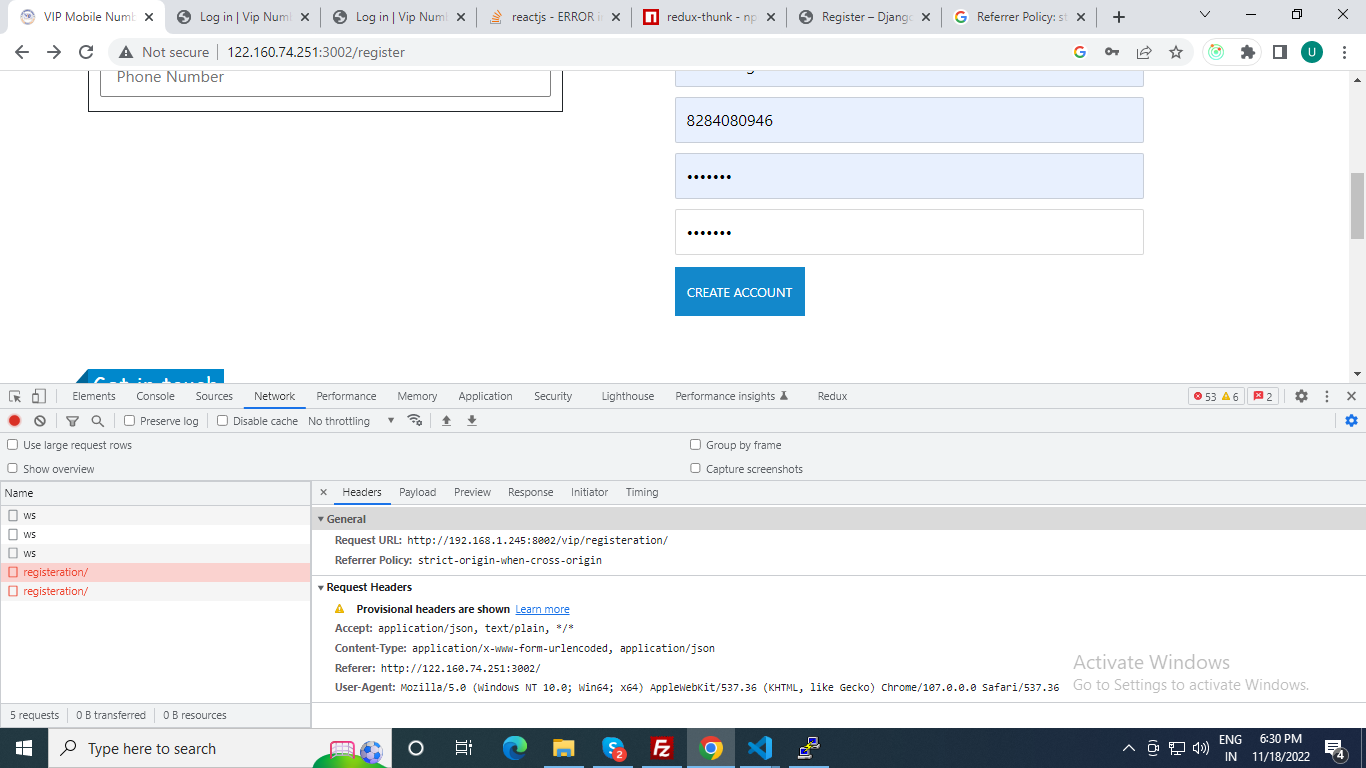 VIP Mobile Numb
Log in | Vip Numl
Log in | Vip Numl
reactjs - ERROR in
redux-thunk - np
Register – Djang
Referrer Policy: st
Not secure
122.160.74.251:3002/register
U
Phone Number
8284080946
•••••••
•••••••
CREATE ACCOUNT
Get in touch
Elements
Console
Sources
Network
Performance
Memory
Application
Security
Lighthouse
Performance insights
Redux
53
6
2
Preserve log
Disable cache
No throttling
Use large request rows
Group by frame
Show overview
Capture screenshots
Name
Headers
Payload
Preview
Response
Initiator
Timing
ws
ws
ws
registeration/
registeration/
General
Request URL: http://192.168.1.245:8002/vip/registeration/
Referrer Policy: strict-origin-when-cross-origin
Request Headers
Provisional headers are shown Learn more
Accept: application/json, text/plain, */*
Content-Type: application/x-www-form-urlencoded, application/json
Referer: http://122.160.74.251:3002/
User-Agent: Mozilla/5.0 (Windows NT 10.0; Win64; x64) AppleWebKit/537.36 (KHTML, like Gecko) Chrome/107.0.0.0 Safari/537.36
Activate Windows
Go to Settings to activate Windows.
5 requests
0 B transferred
0 B resources
Type here to search
2
ENG
IN
6:30 PM
11/18/2022
4